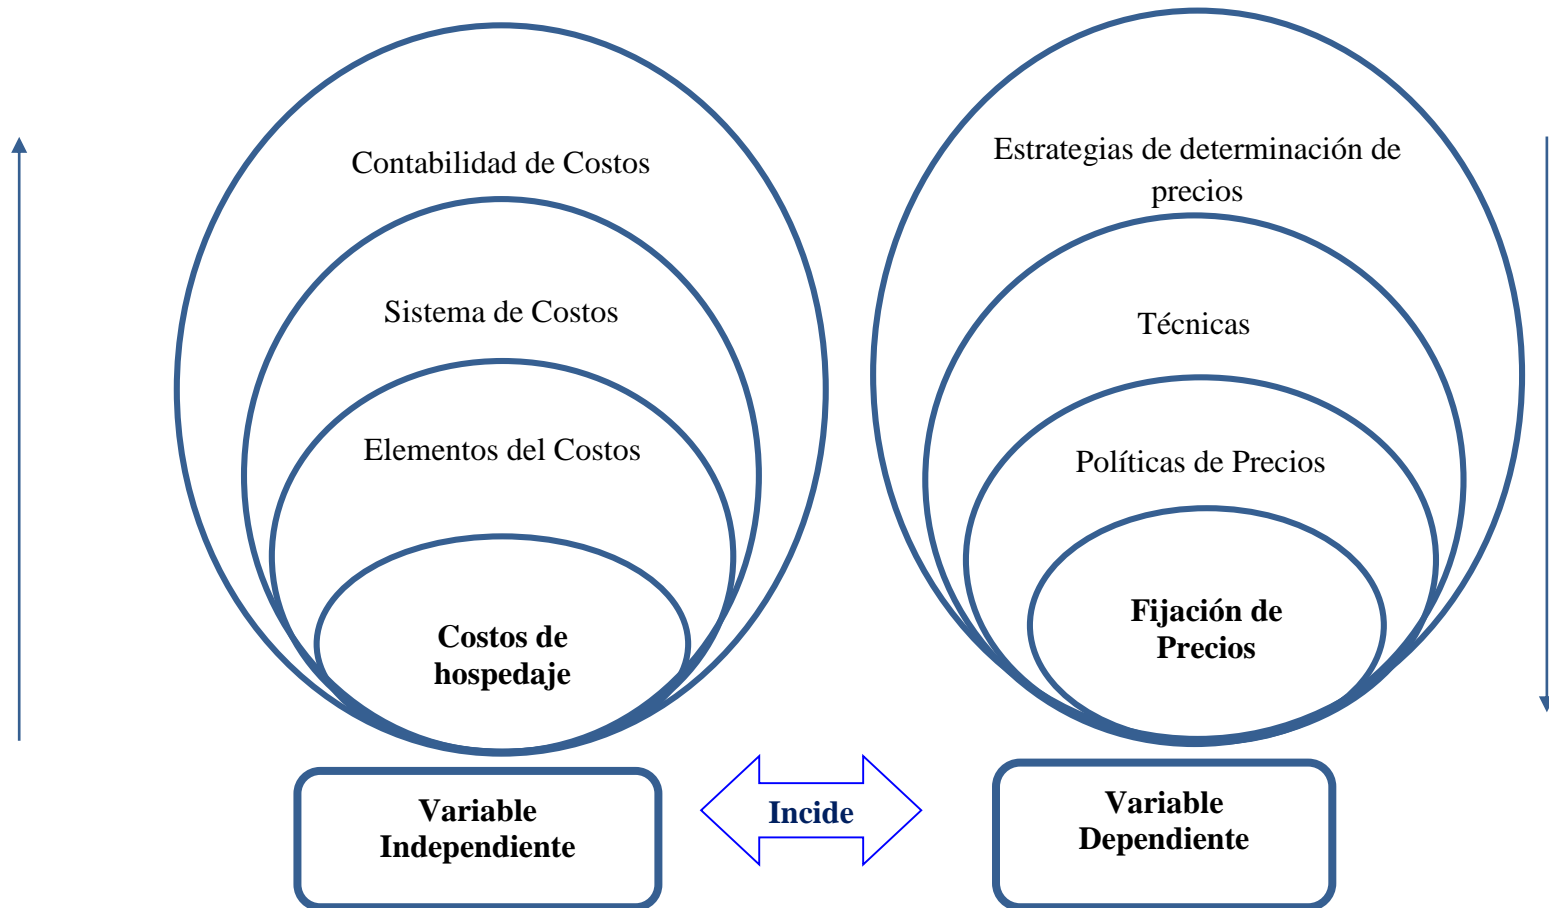 Contabilidad de Costos
Sistema de Costos
Elementos del Costos
Costos de
hospedaje
Variable
Independiente
Incide
Estrategias de determinación de
precios
Técnicas
Políticas de Precios
Fijación de
Precios
Variable
Dependiente